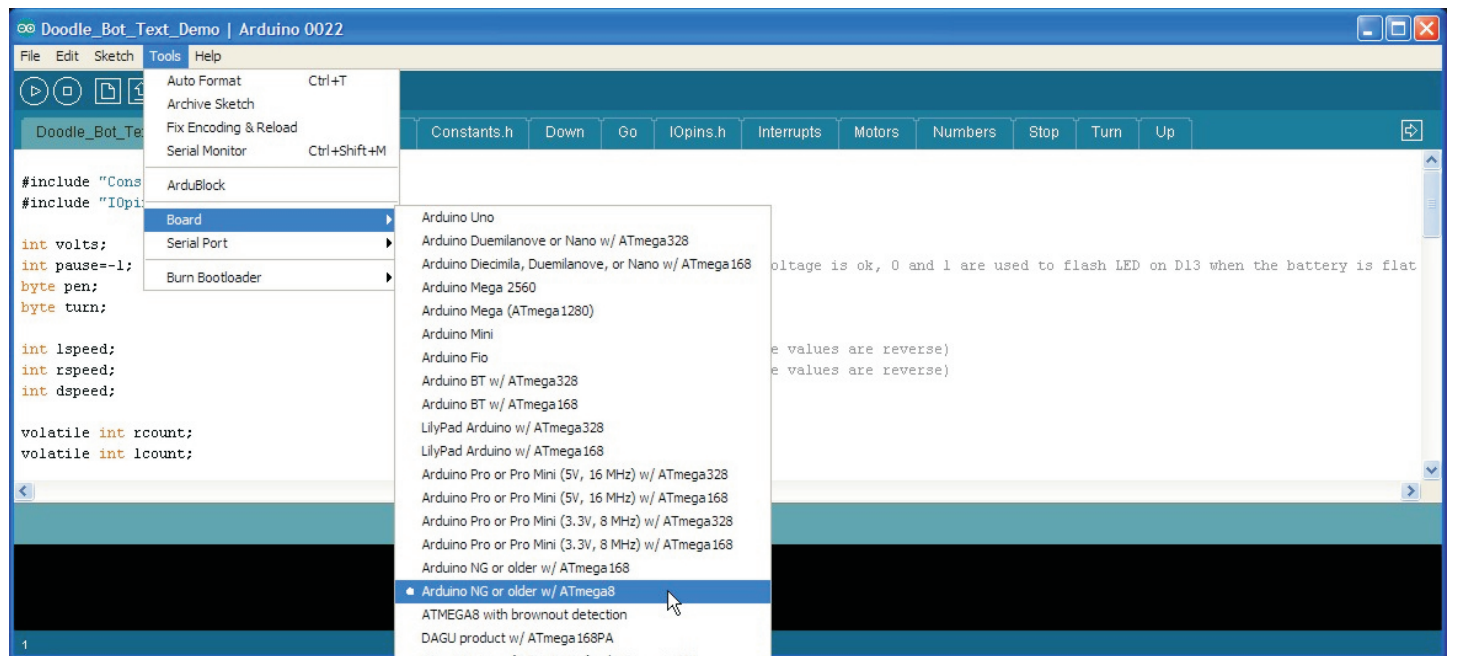 Doodle_Bot_Text_Demo | Arduino 0022
File Edit Sketch Tools Help
Auto Format Ctrl+T
Archive Sketch
Fix Encoding & Reload
Serial Monitor Ctrl+Shift+M
ArduBlock
Board
Serial Port
Burn Bootloader
Doodle_Bot_Te Constants.h Down Go IOpins.h Interrupts Motors Numbers Stop Turn Up
#include "Cons
#include "IOpi
int volts;
int pause=-1; oltage is ok, 0 and 1 are used to flash LED on D13 when the battery is flat
byte pen;
byte turn;
int lspeed; e values are reverse)
int rspeed; e values are reverse)
int dspeed;
volatile int rcount;
volatile int lcount;
Arduino Uno
Arduino Duemilanove or Nano w/ ATmega328
Arduino Diecimila, Duemilanove, or Nano w/ ATmega168
Arduino Mega 2560
Arduino Mega (ATmega1280)
Arduino Mini
Arduino Fio
Arduino BT w/ ATmega328
Arduino BT w/ ATmega168
LilyPad Arduino w/ ATmega328
LilyPad Arduino w/ ATmega168
Arduino Pro or Pro Mini (5V, 16 MHz) w/ ATmega328
Arduino Pro or Pro Mini (5V, 16 MHz) w/ ATmega168
Arduino Pro or Pro Mini (3.3V, 8 MHz) w/ ATmega328
Arduino Pro or Pro Mini (3.3V, 8 MHz) w/ ATmega168
Arduino NG or older w/ ATmega168
Arduino NG or older w/ ATmega8
ATMEGA8 with brownout detection
DAGU product w/ ATmega168PA
1